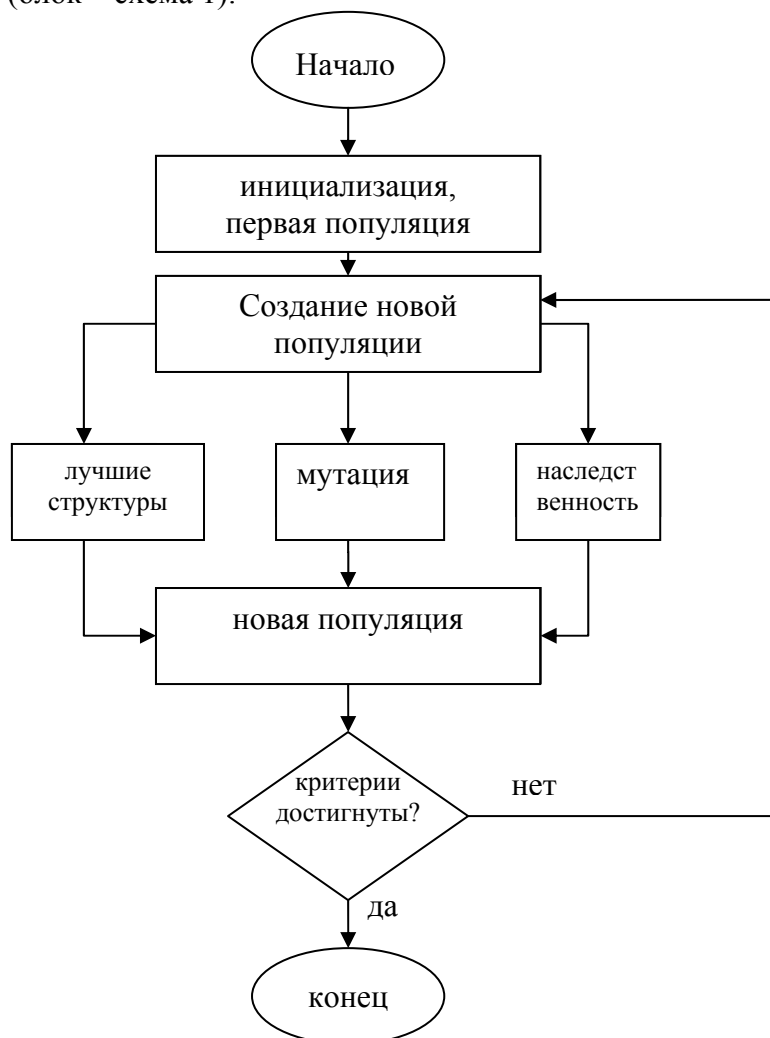 (блок – схема 1).
Начало
инициализация,
первая популяция
Создание новой
популяции
лучшие
структуры
мутация
наследст
венность
новая популяция
критерии
достигнуты?
нет
да
конец